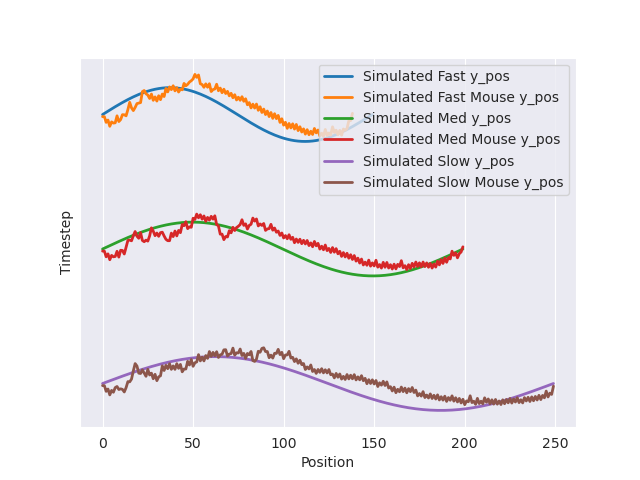 Simulated Fast y_pos
Simulated Fast Mouse y_pos
Simulated Med y_pos
Simulated Med Mouse y_pos
Simulated Slow y_pos
Simulated Slow Mouse y_pos
Timestep
0 50 100 150 200 250
Position